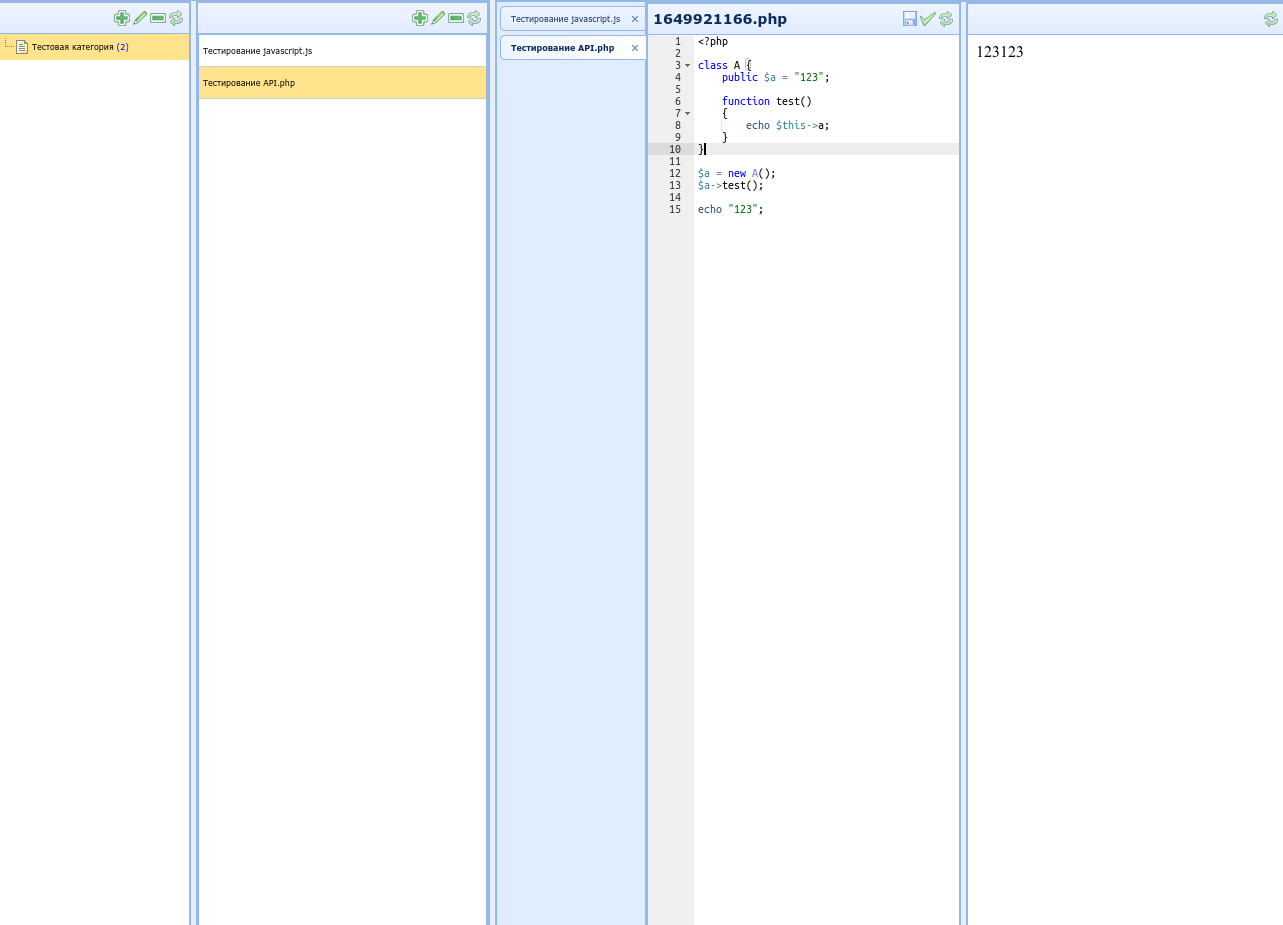 Тестовая категория (2)
Тестирование javascript.js
Тестирование API.php
Тестирование javascript.js
Тестирование API.php
1649921166.php
1 <?php
2
3 class A {
4     public $a = "123";
5
6     function test()
7     {
8         echo $this->a;
9     }
10 }
11
12 $a = new A();
13 $a->test();
14
15 echo "123";
123123